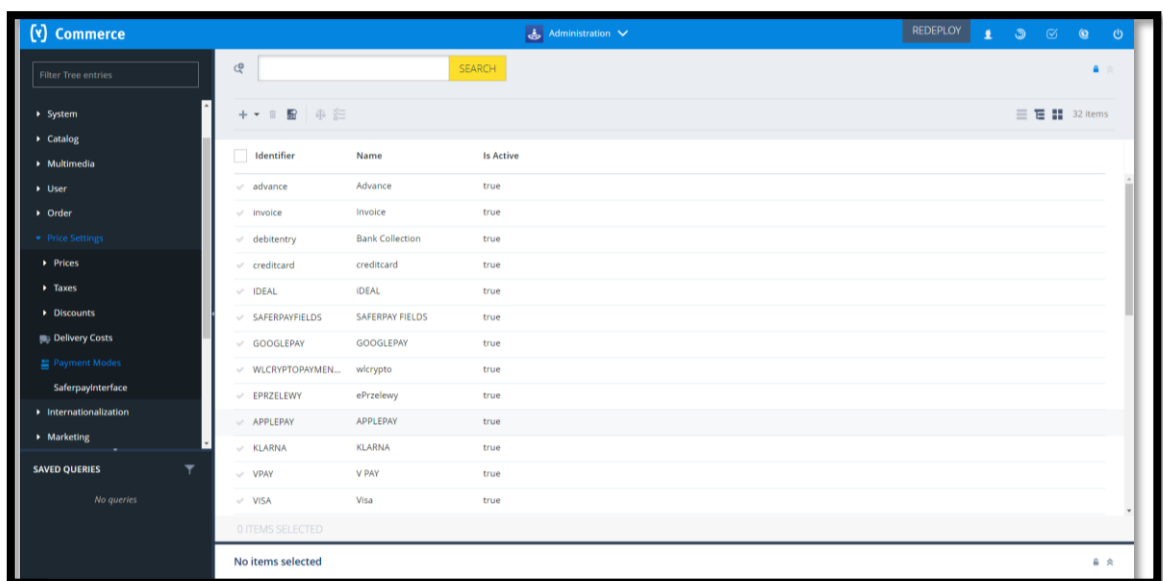 (y) Commerce
Administration
REDEPLOY
Filter Tree entries
SEARCH
System
Catalog
Multimedia
User
Order
Price Settings
Prices
Taxes
Discounts
Delivery Costs
Payment Modes
SaferpayInterface
Internationalization
Marketing
SAVED QUERIES
No queries
32 items
Identifier Name Is Active
advance Advance true
invoice Invoice true
debitentry Bank Collection true
creditcard creditcard true
IDEAL iDEAL true
SAFERPAYFIELDS SAFERPAY FIELDS true
GOOGLEPAY GOOGLEPAY true
WLCRYPTOPAYMEN... wlcrypto true
EPRZELEWY ePrzelewy true
APPLEPAY APPLEPAY true
KLARNA KLARNA true
VPAY V PAY true
VISA Visa true
0 ITEMS SELECTED
No items selected